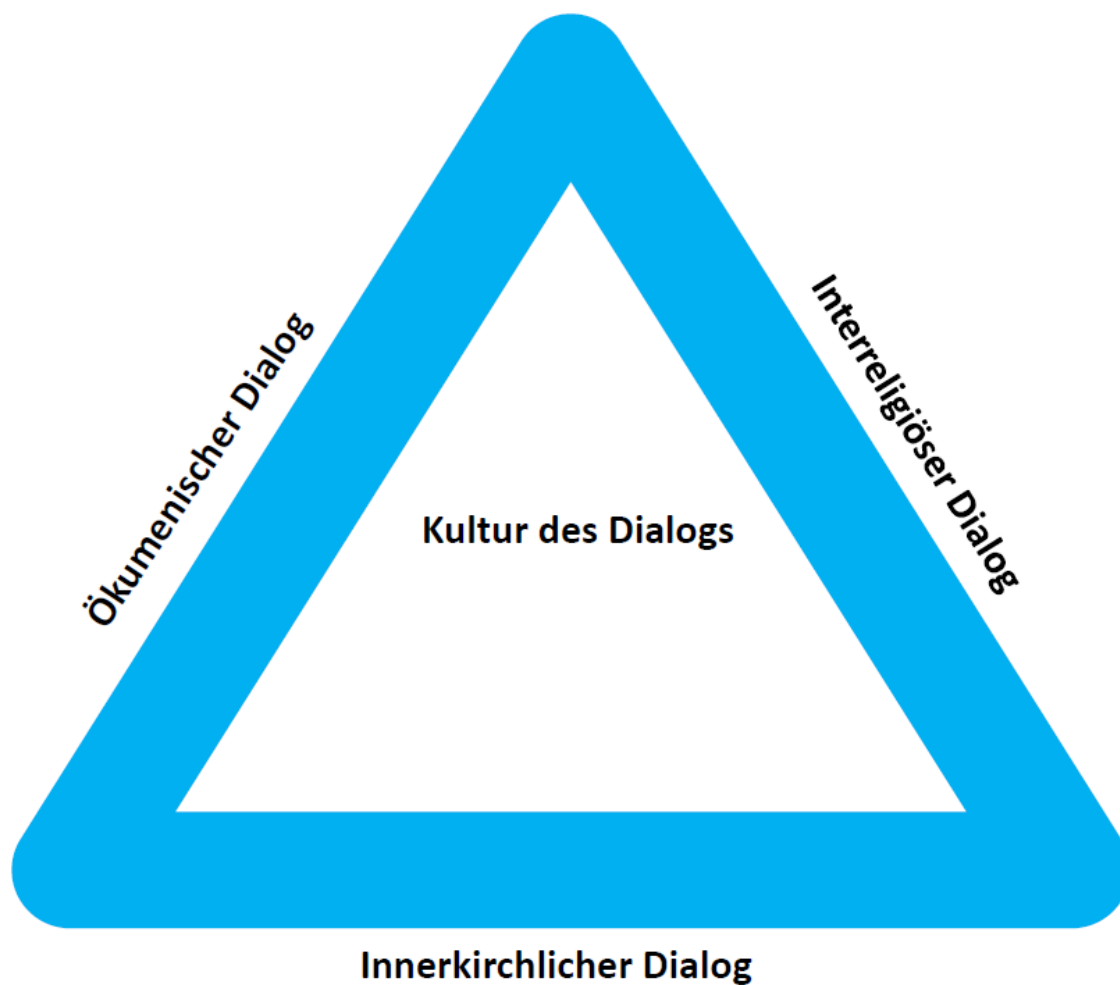 Ökumenischer Dialog
Interreligiöser Dialog
Kultur des Dialogs
Innerkirchlicher Dialog